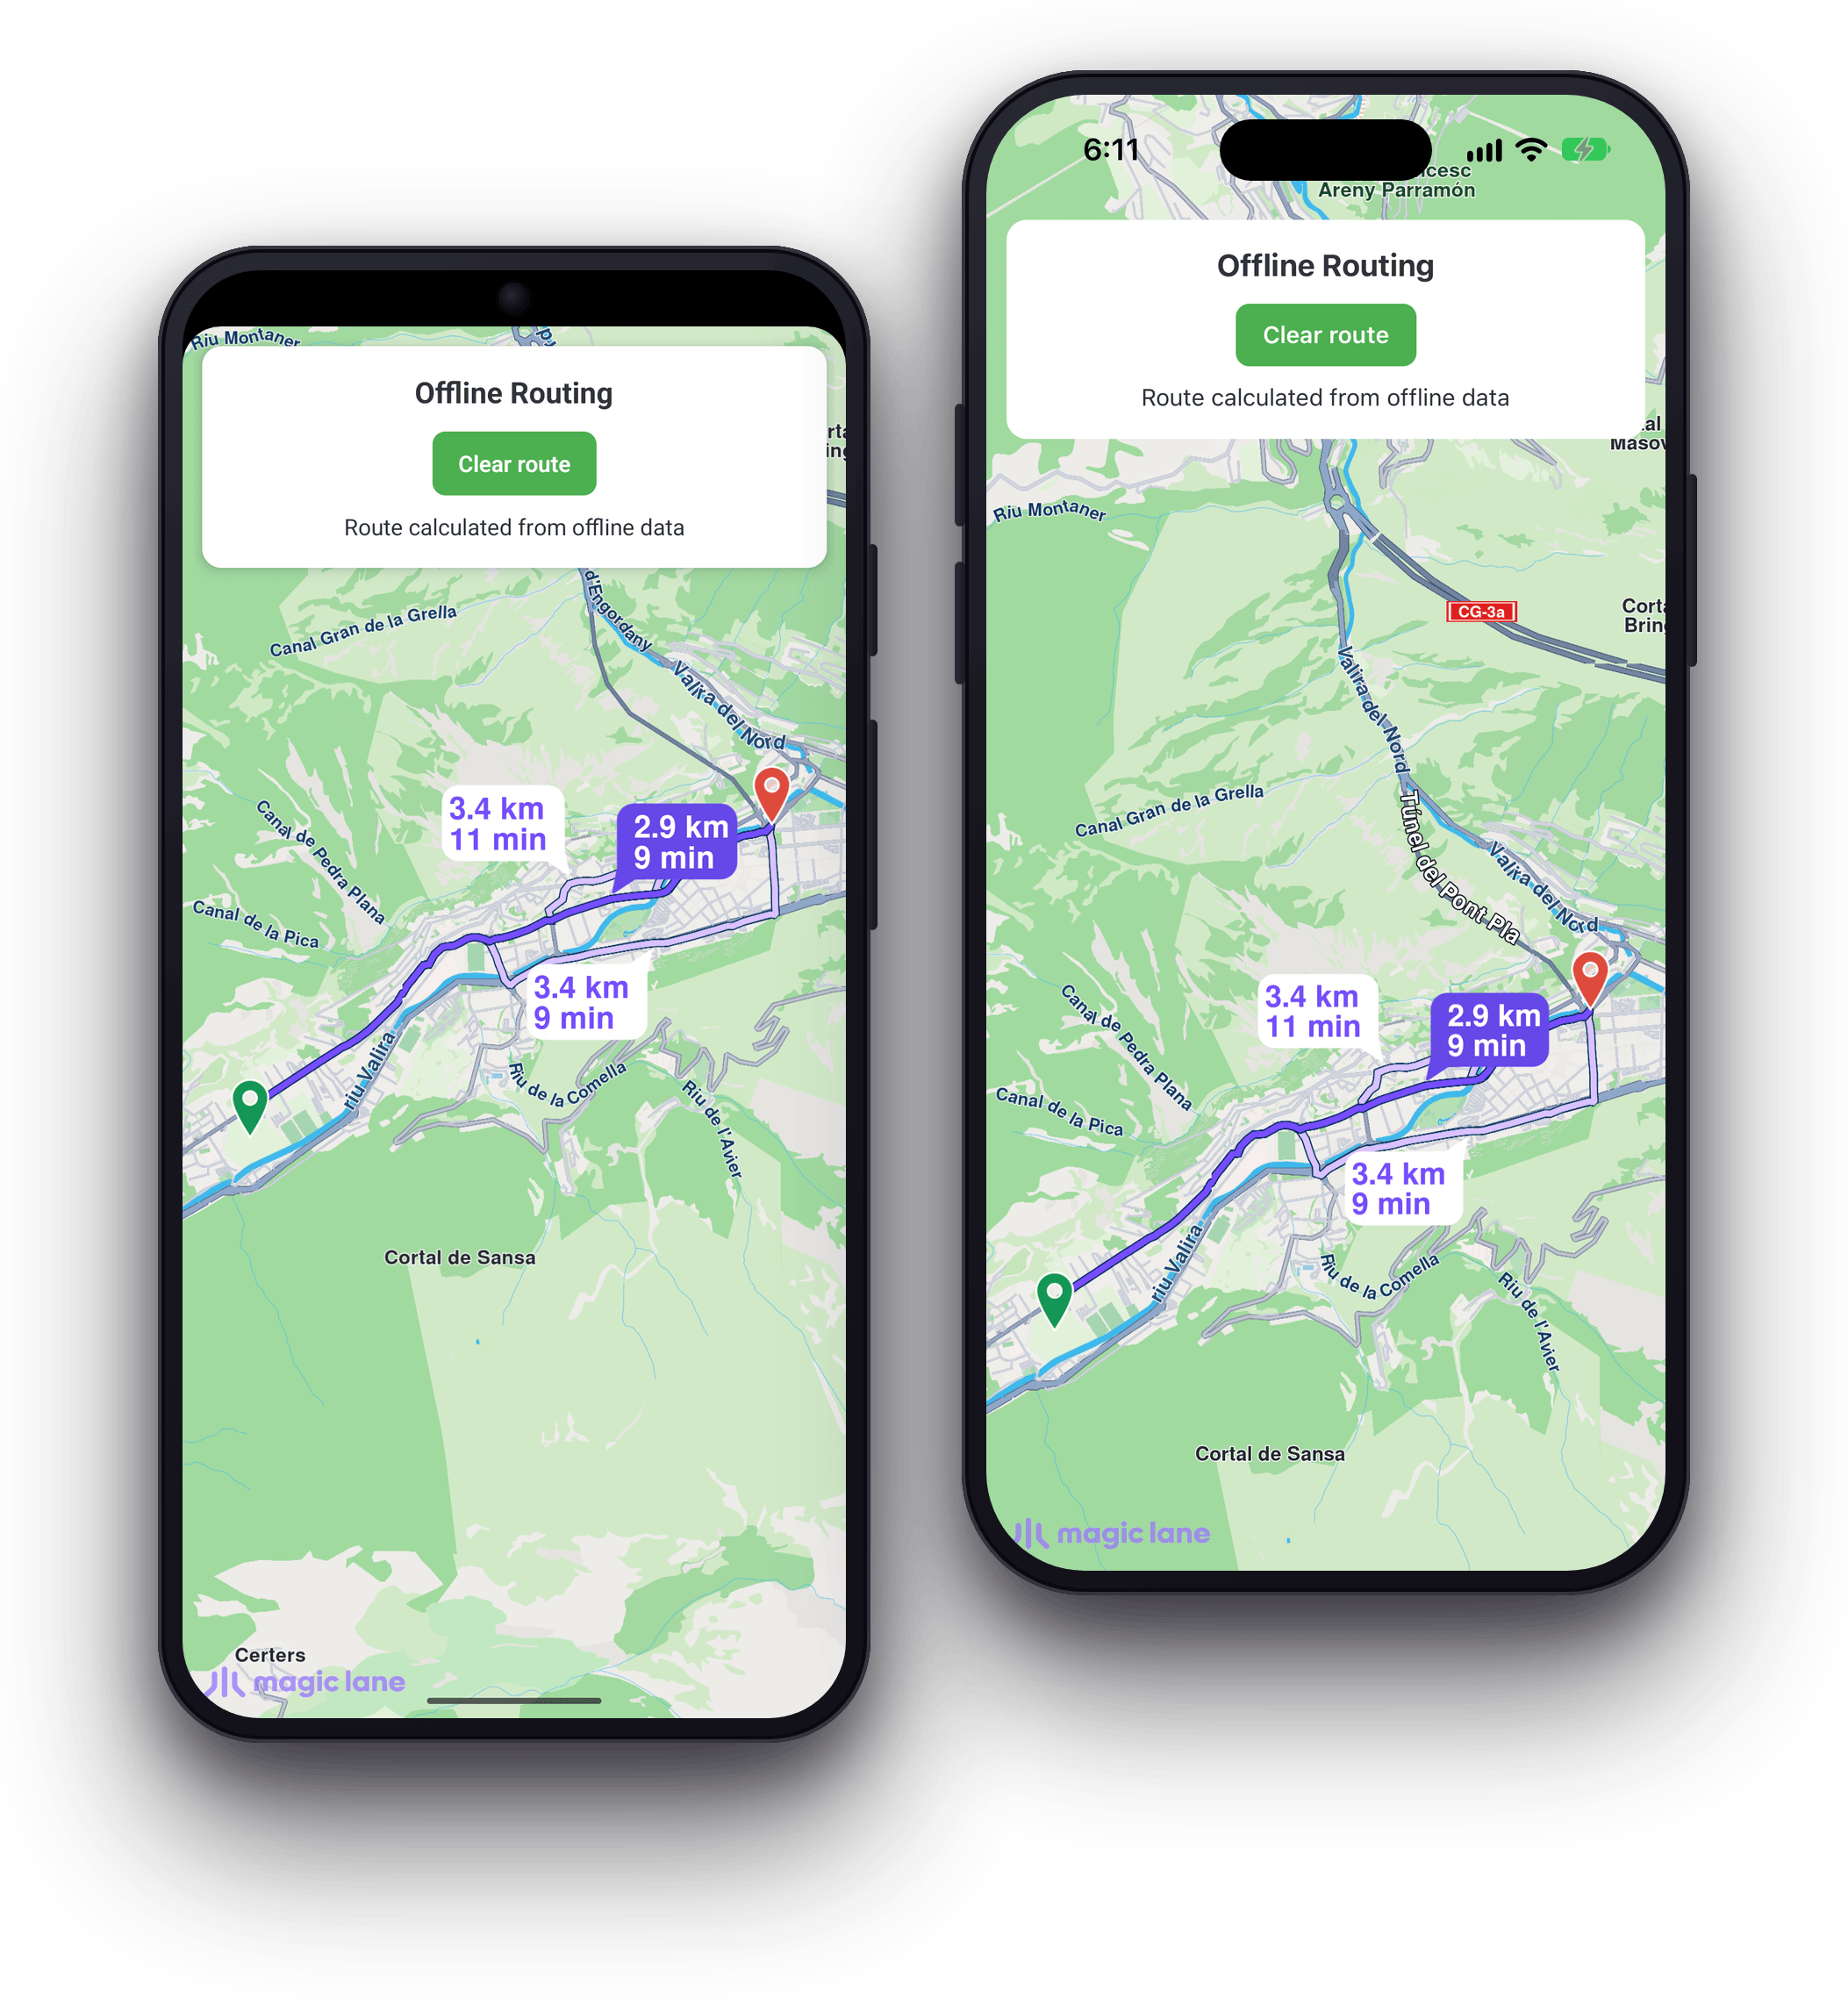 Riu Montaner
Offline Routing
Clear route
Route calculated from offline data
d'Engordany
Canal Gran de la Grella
Valira del Nord
3.4 km
11 min
2.9 km
9 min
Canal de Pedra Plana
Canal de la Pica
3.4 km
9 min
riu Valira
Riu de la Comella
Riu de l'Avier
Cortal de Sansa
Certers
magic lane
6:11
Areny Parramón
Offline Routing
Clear route
Route calculated from offline data
Riu Montaner
CG-3a
Valira del Nord
Canal Gran de la Grella
Túnel del Pont Pla
Valira del Nord
3.4 km
11 min
2.9 km
9 min
Canal de Pedra Plana
Canal de la Pica
3.4 km
9 min
riu Valira
Riu de la Comella
Riu de l'Avier
Cortal de Sansa
magic lane